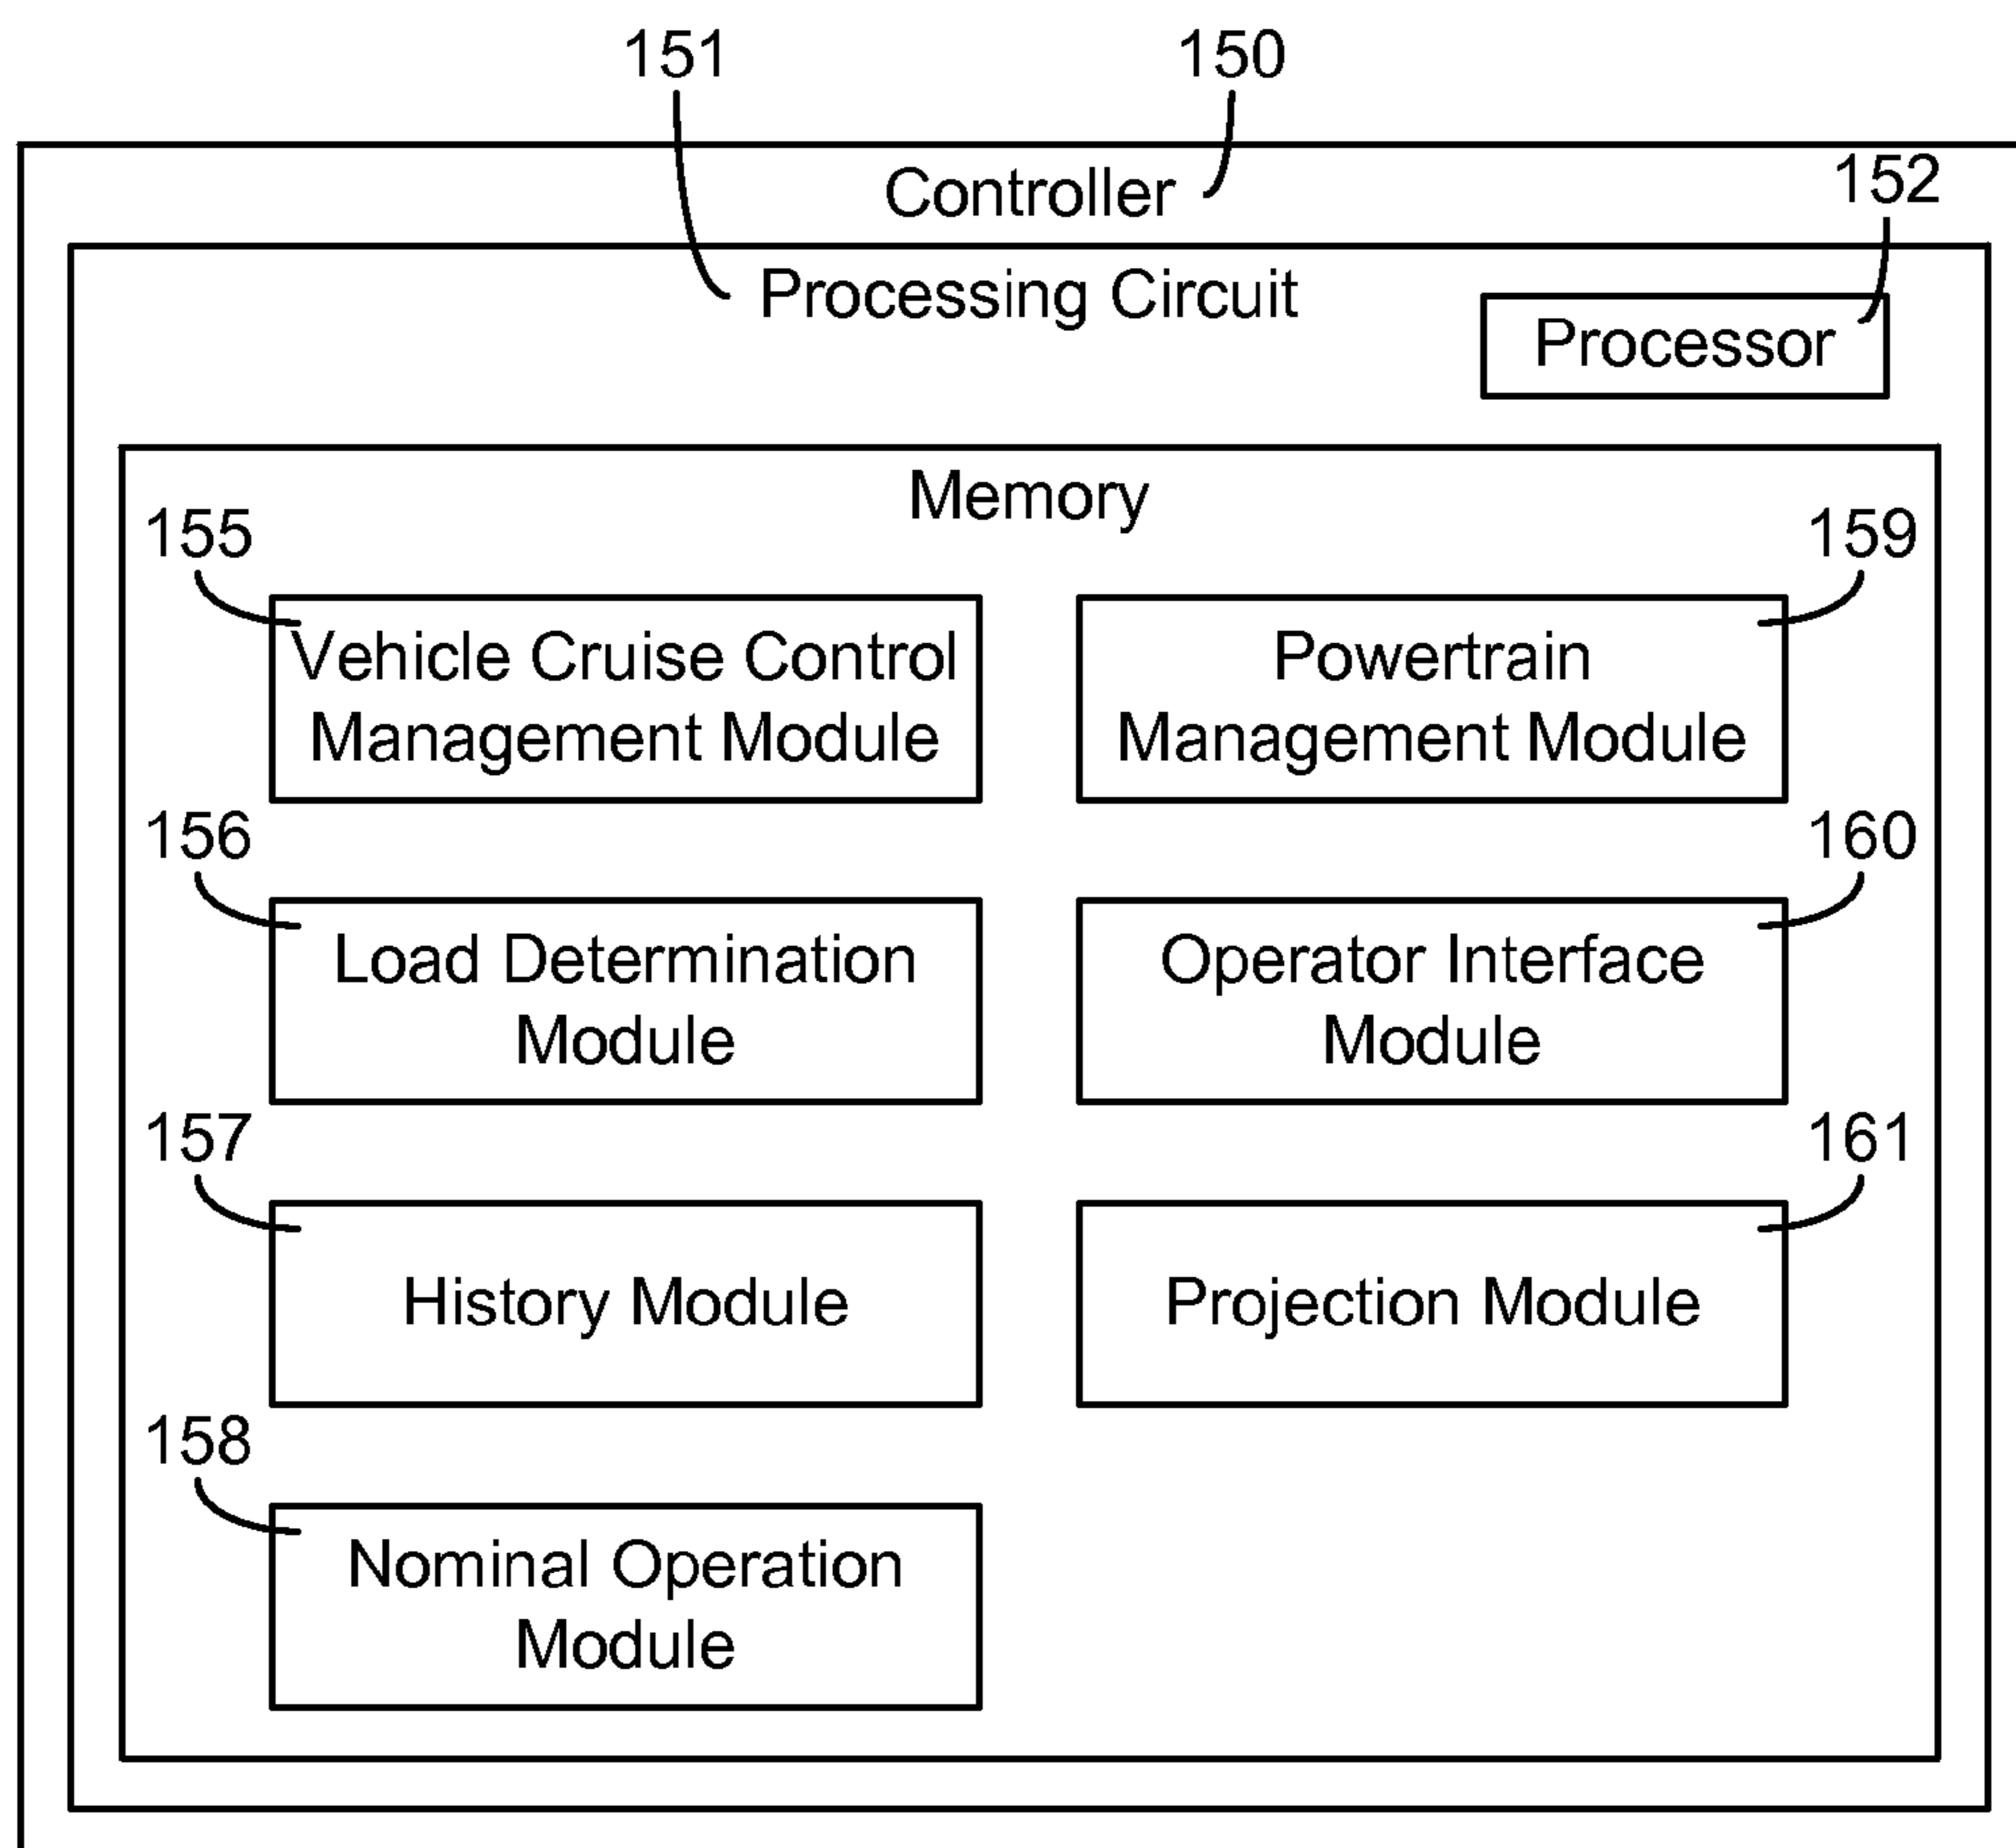 151
150
Controller
152
Processing Circuit
Processor
Memory
155
159
Vehicle Cruise Control
Management Module
Powertrain
Management Module
156
160
Load Determination
Module
Operator Interface
Module
157
161
History Module
Projection Module
158
Nominal Operation
Module